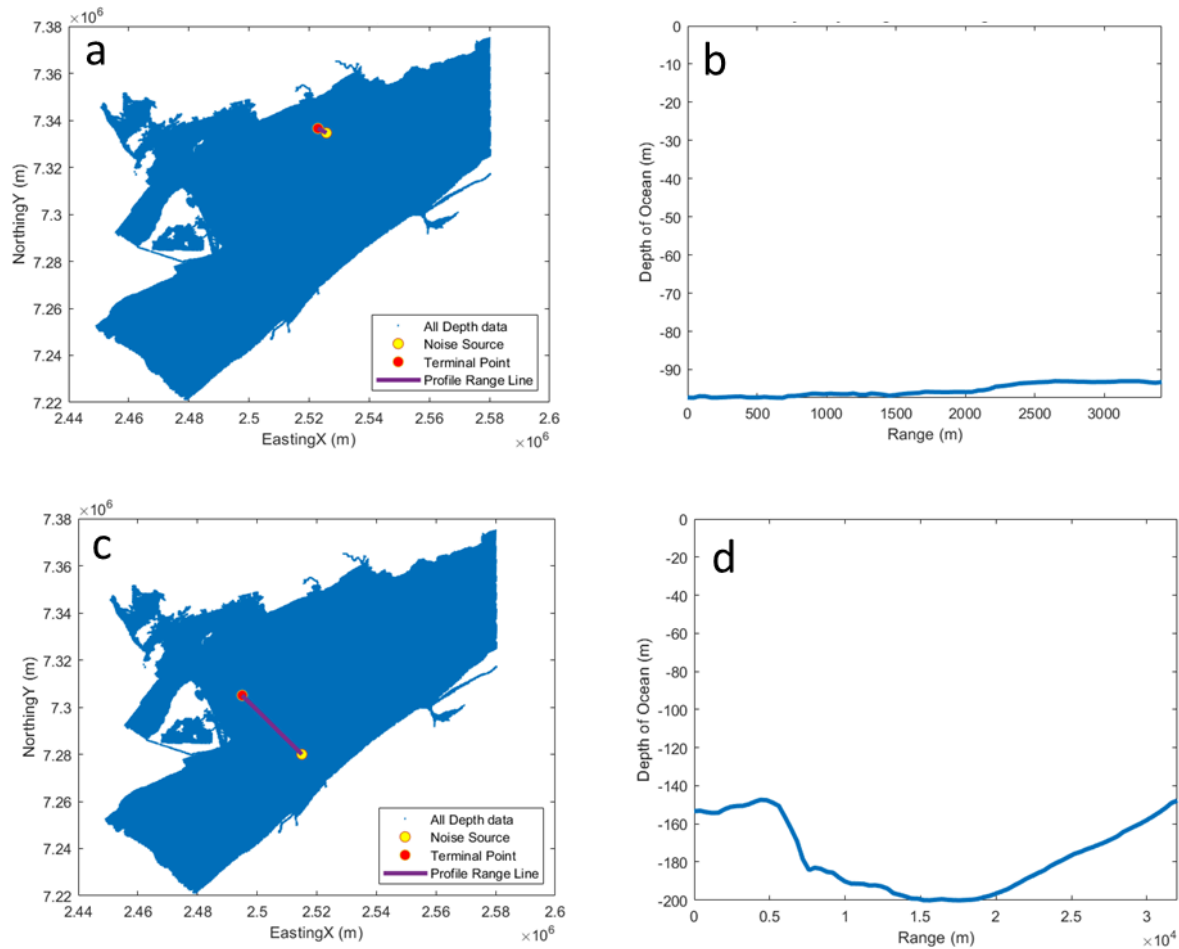 a
×10⁶
7.38
7.36
7.34
7.32
7.3
7.28
7.26
7.24
7.22
NorthingY (m)
2.44 2.46 2.48 2.5 2.52 2.54 2.56 2.58 2.6
EastingX (m)
×10⁶
All Depth data
Noise Source
Terminal Point
Profile Range Line
b
0
-10
-20
-30
-40
-50
-60
-70
-80
-90
Depth of Ocean (m)
0 500 1000 1500 2000 2500 3000
Range (m)
c
×10⁶
7.38
7.36
7.34
7.32
7.3
7.28
7.26
7.24
7.22
NorthingY (m)
2.44 2.46 2.48 2.5 2.52 2.54 2.56 2.58 2.6
EastingX (m)
×10⁶
All Depth data
Noise Source
Terminal Point
Profile Range Line
d
0
-20
-40
-60
-80
-100
-120
-140
-160
-180
-200
Depth of Ocean (m)
0 0.5 1 1.5 2 2.5 3
Range (m)
×10⁴